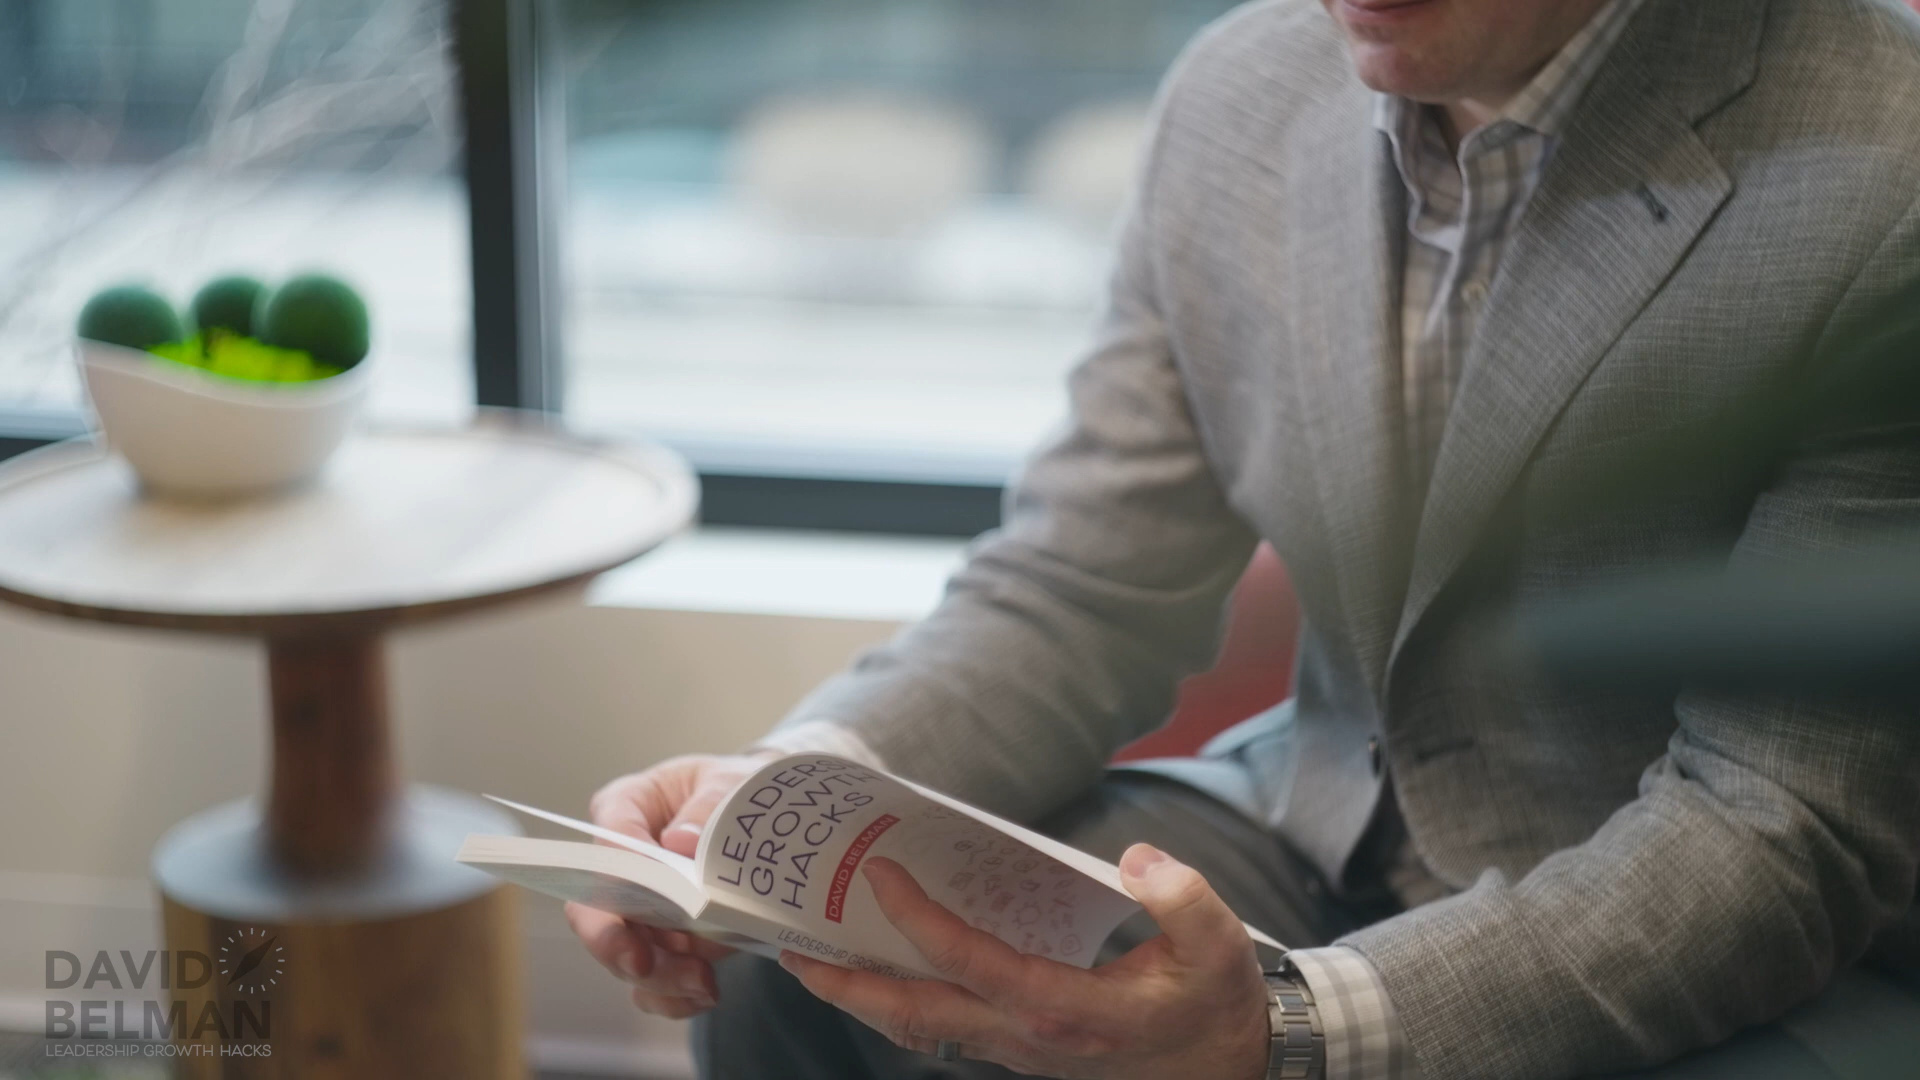 LEADERS
GROWTH
HACKS
DAVID BELMAN
LEADERSHIP GROWTH
DAVID
BELMAN
LEADERSHIP GROWTH HACKS